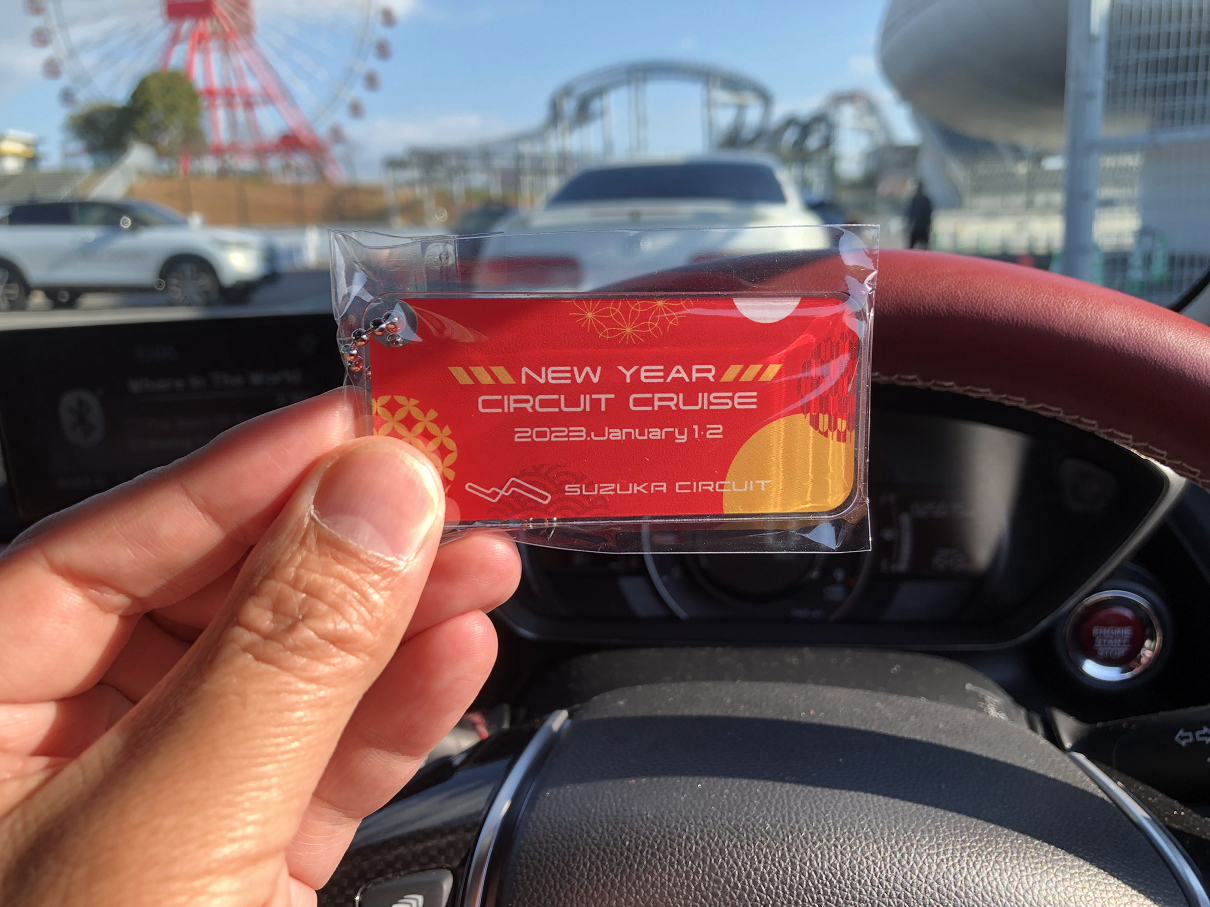 Where In The World
NEW YEAR
CIRCUIT CRUISE
2023.January 1·2
SUZUKA CIRCUIT
ENGINE
START
STOP